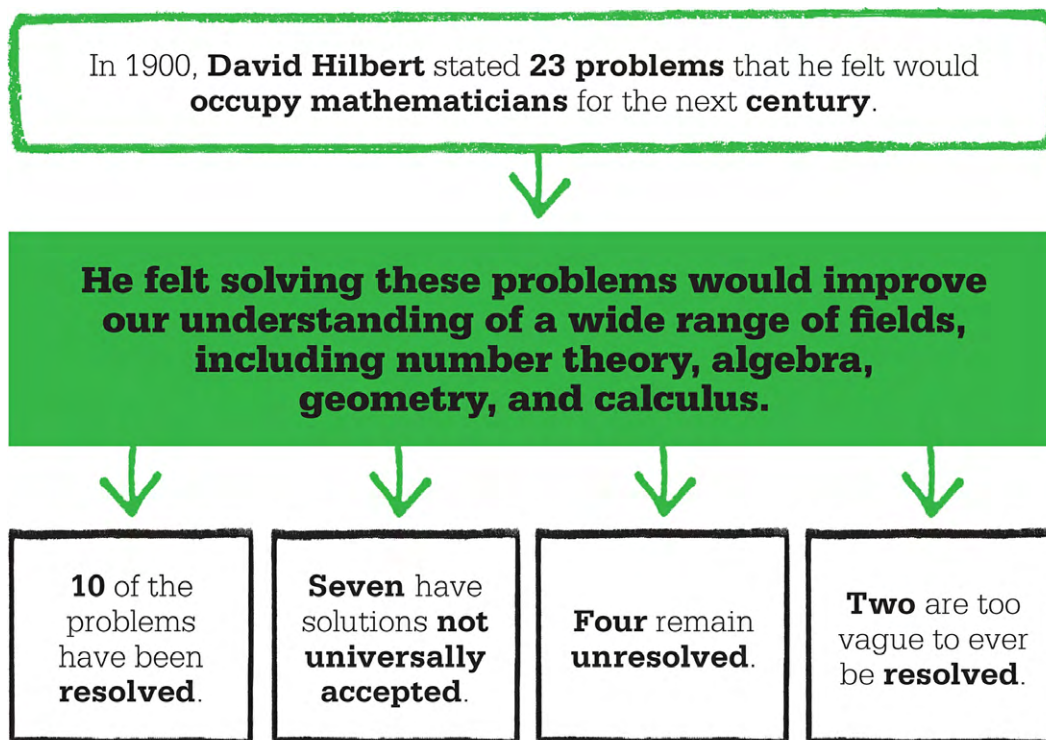 In 1900, David Hilbert stated 23 problems that he felt would
occupy mathematicians for the next century.
He felt solving these problems would improve
our understanding of a wide range of fields,
including number theory, algebra,
geometry, and calculus.
10 of the
problems
have been
resolved.
Seven have
solutions not
universally
accepted.
Four remain
unresolved.
Two are too
vague to ever
be resolved.